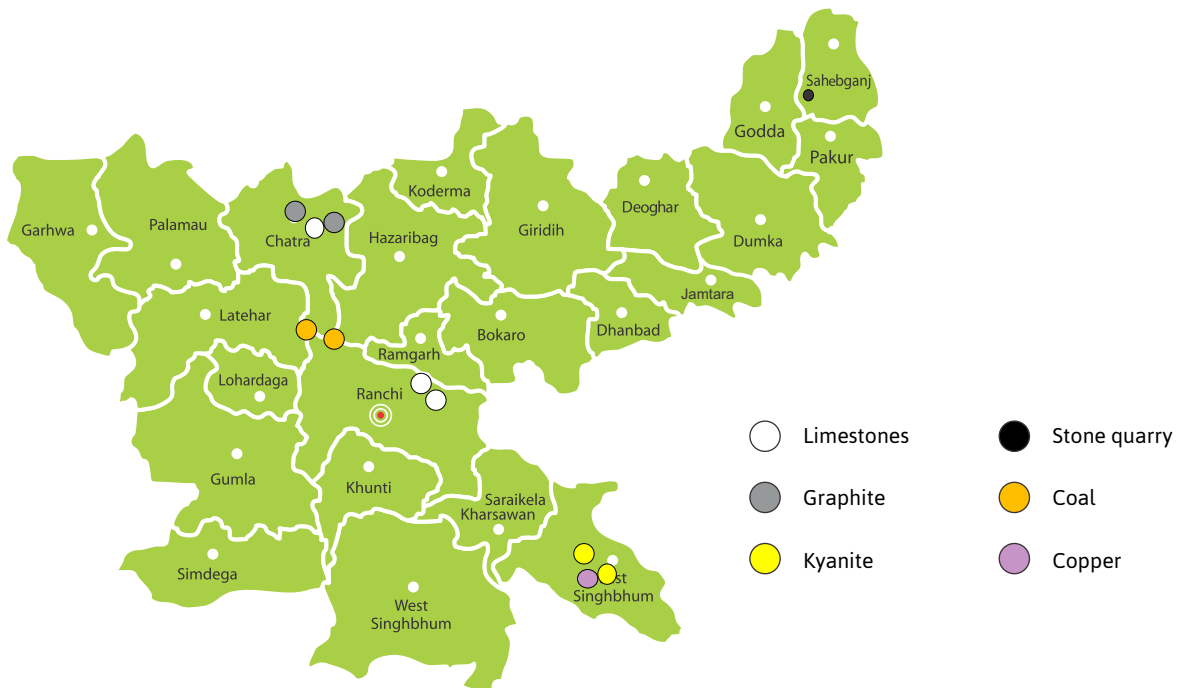 Sahebganj
Godda
Pakur
Koderma
Deoghar
Garhwa
Palamau
Chatra
Hazaribag
Giridih
Dumka
Jamtara
Latehar
Bokaro
Dhanbad
Ramgarh
Lohardaga
Ranchi
Gumla
Khunti
Saraikela
Kharsawan
Simdega
West
Singhbhum
st
Singhbhum
Limestones
Stone quarry
Graphite
Coal
Kyanite
Copper